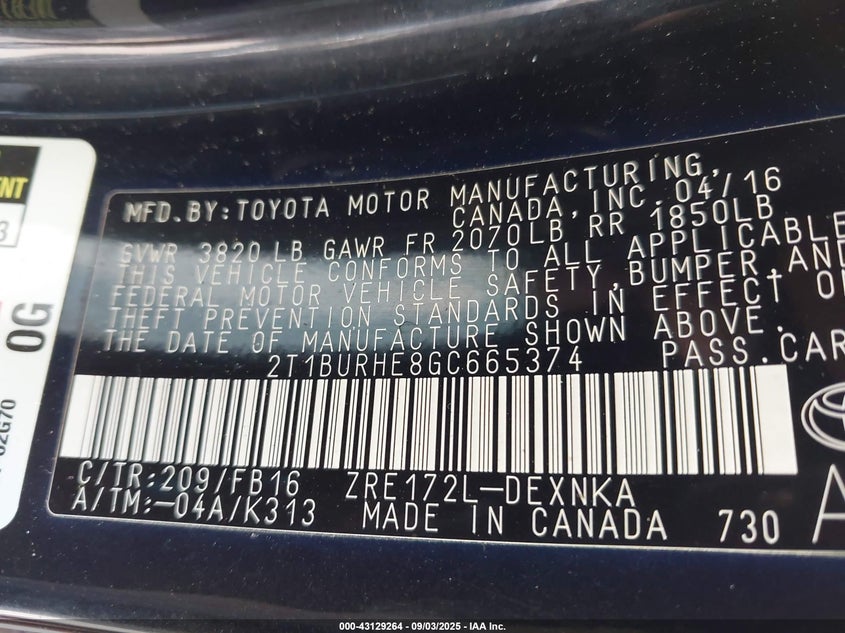 NT
3
0G
02G70
MFD.BY:TOYOTA MOTOR MANUFACTURING,
CANADA,INC.04/16
GVWR 3820 LB GAWR FR 2070LB RR 1850LB
THIS VEHICLE CONFORMS TO ALL APPLICABLE
FEDERAL MOTOR VEHICLE SAFETY,BUMPER,AND
THEFT PREVENTION STANDARDS IN EFFECT O
THE DATE OF MANUFACTURE SHOWN ABOVE.
2T1BURHE8GC665374 PASS.CAR
C/TR:209/FB16 ZRE172L-DEXNKA
A/TM:-04A/K313 MADE IN CANADA 730 A
000-43129264 - 09/03/2025 - IAA Inc.